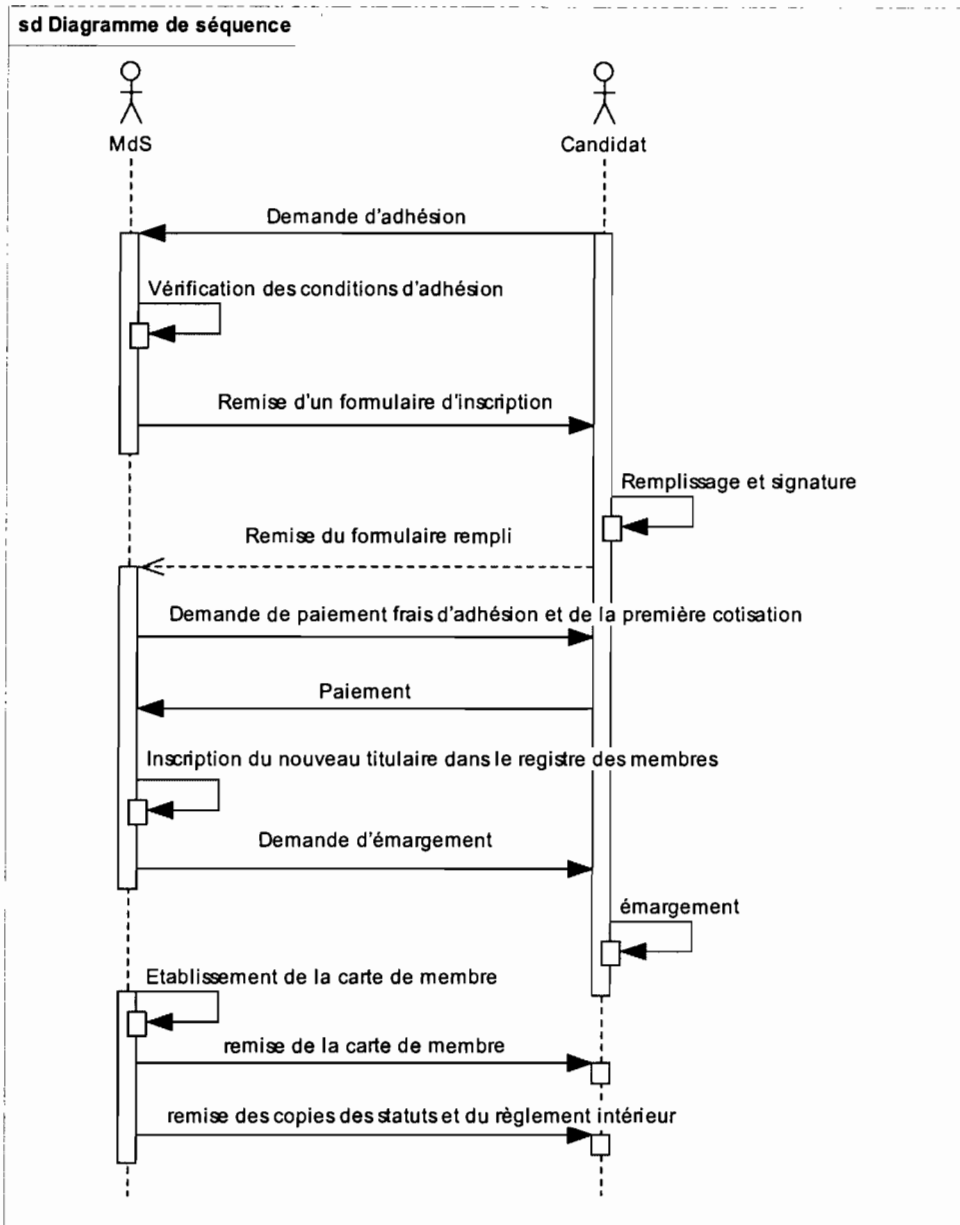 sd Diagramme de séquence
MdS
Candidat
Demande d'adhésion
Vérification des conditions d'adhésion
Remise d'un formulaire d'inscription
Remplissage et signature
Remise du formulaire rempli
Demande de paiement frais d'adhésion et de la première cotisation
Paiement
Inscription du nouveau titulaire dans le registre des membres
Demande d'émargement
émargement
Etablissement de la carte de membre
remise de la carte de membre
remise des copies des statuts et du règlement intérieur